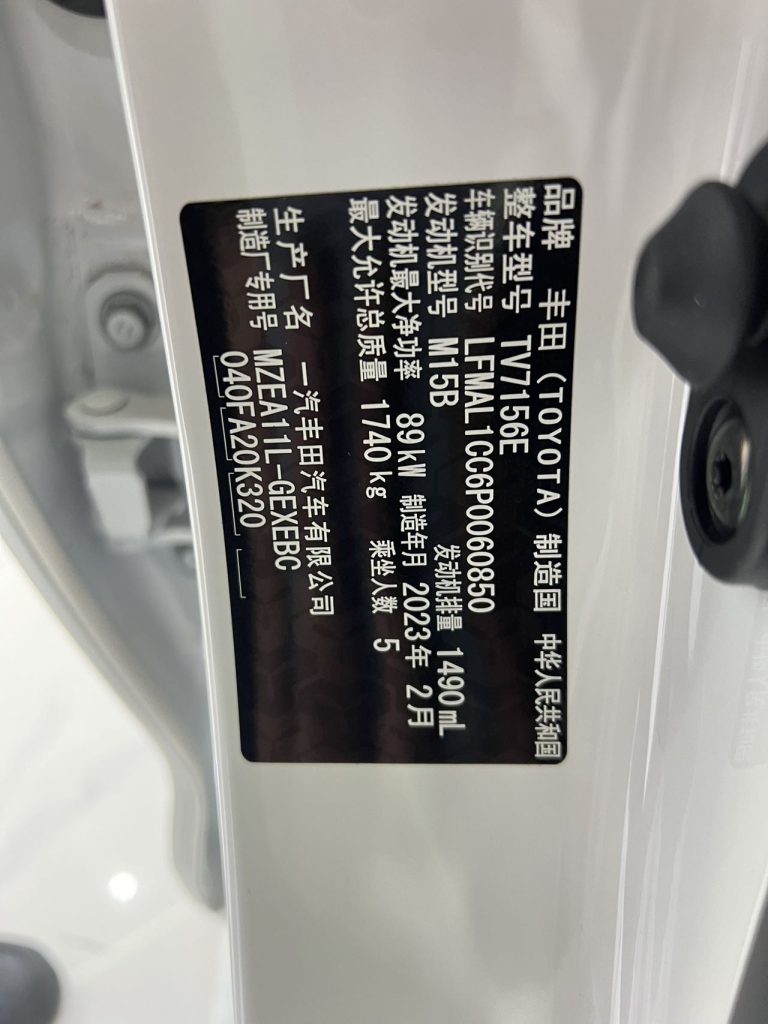 品牌 丰田（TOYOTA）制造国 中华人民共和国
整车型号 TV7156E
车辆识别代号 LFMAL1CC6P0060850
发动机型号 M15B 发动机排量 1490mL
发动机最大净功率 89kW 制造年月 2023年 2月
最大允许总质量 1740kg 乘坐人数 5
生产厂名 一汽丰田汽车有限公司
制造厂专用号 MZEA11L-GEXEBC
040FA20K320